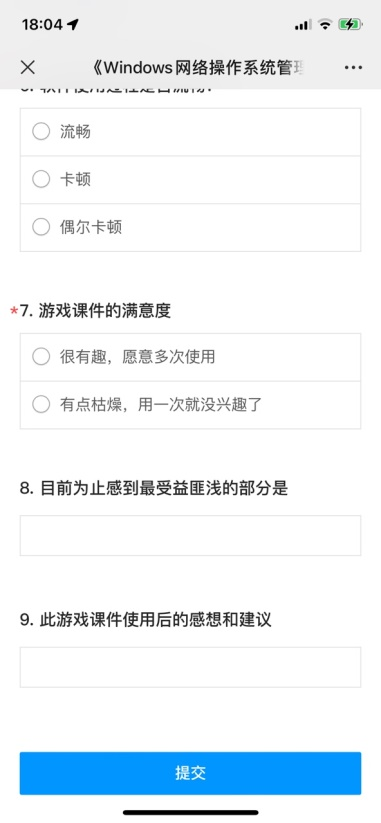 18:04
《Windows网络操作系统管理
流畅
卡顿
偶尔卡顿
*7. 游戏课件的满意度
很有趣，愿意多次使用
有点枯燥，用一次就没兴趣了
8. 目前为止感到最受益匪浅的部分是
9. 此游戏课件使用后的感想和建议
提交